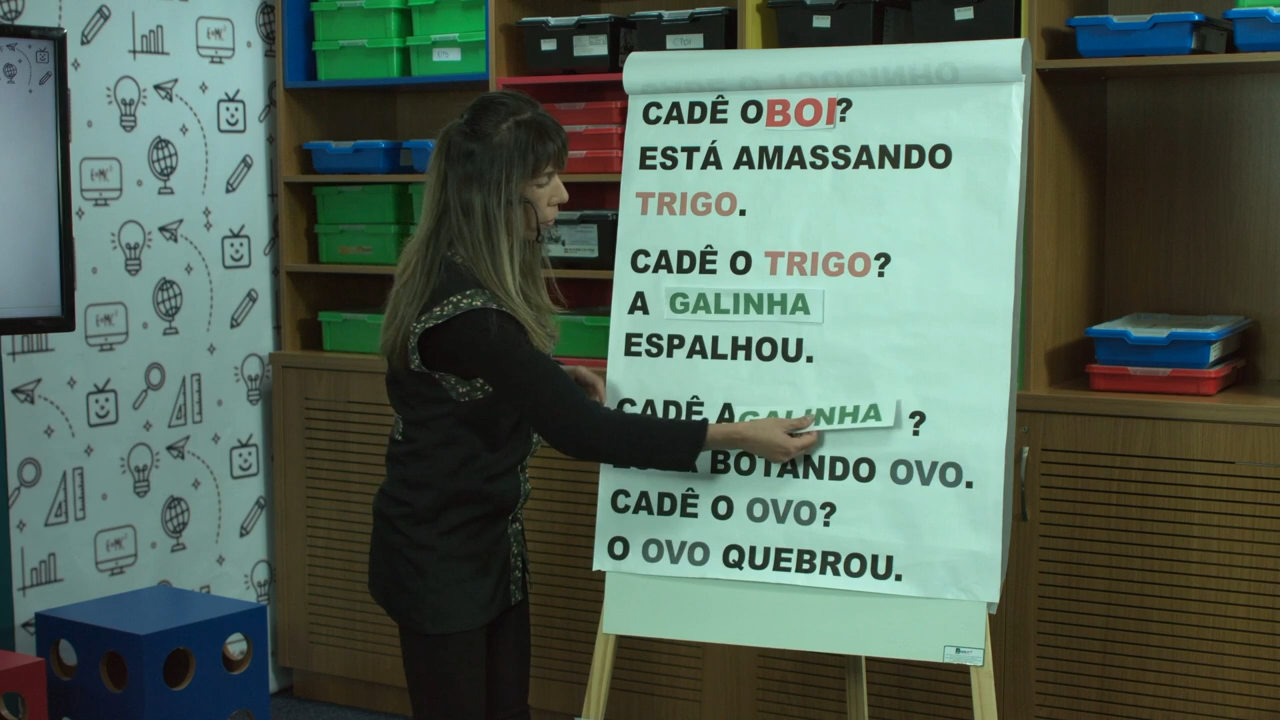 CADÊ O BOI?
ESTÁ AMASSANDO
TRIGO.
CADÊ O TRIGO?
A GALINHA
ESPALHOU.
CADÊ A GALINHA ?
BOTANDO OVO.
CADÊ O OVO?
O OVO QUEBROU.